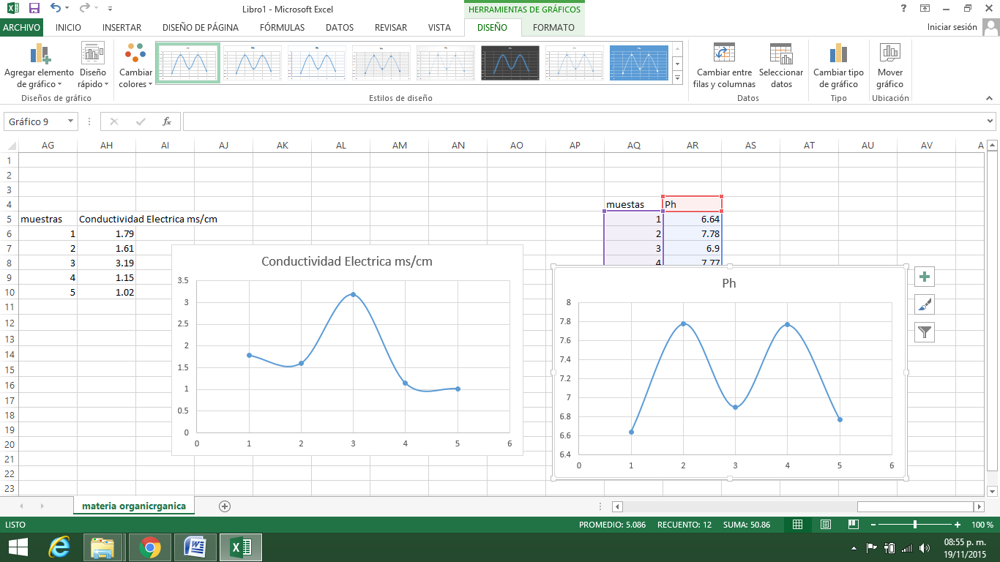 Libro1 - Microsoft Excel
HERRAMIENTAS DE GRÁFICOS
ARCHIVO INICIO INSERTAR DISEÑO DE PÁGINA FÓRMULAS DATOS REVISAR VISTA DISEÑO FORMATO
Iniciar sesión
Agregar elemento de gráfico
Diseño rápido
Cambiar colores
Cambiar entre filas y columnas
Seleccionar datos
Cambiar tipo de gráfico
Mover gráfico
Diseños de gráfico
Estilos de diseño
Datos
Tipo
Ubicación
Gráfico 9
fx
AG AH AI AJ AK AL AM AN AO AP AQ AR AS AT AU AV A
1
2
3
4 muestas Ph
5 muestras Conductividad Electrica ms/cm 1 6.64
6 1 1.79 2 7.78
7 2 1.61 3 6.9
8 3 3.19 4 7.77
9 4 1.15
10 5 1.02
11
12
13
14
15
16
17
18
19
20
21
22
23
Conductividad Electrica ms/cm
3.5
3
2.5
2
1.5
1
0.5
0
0 1 2 3 4 5 6
Ph
8
7.8
7.6
7.4
7.2
7
6.8
6.6
6.4
0 1 2 3 4 5 6
materia organicrganica
LISTO
PROMEDIO: 5.086 RECUENTO: 12 SUMA: 50.86
100 %
08:55 p. m.
19/11/2015